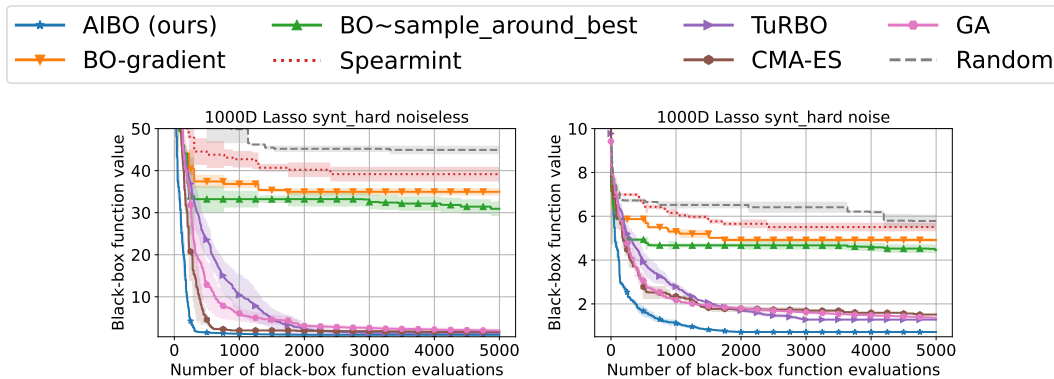 AIBO (ours) BO~sample_around_best TuRBO GA
BO-gradient Spearmint CMA-ES Random
1000D Lasso synt_hard noiseless
50
40
30
20
10
Black-box function value
0 1000 2000 3000 4000 5000
Number of black-box function evaluations
1000D Lasso synt_hard noise
10
8
6
4
2
Black-box function value
0 1000 2000 3000 4000 5000
Number of black-box function evaluations